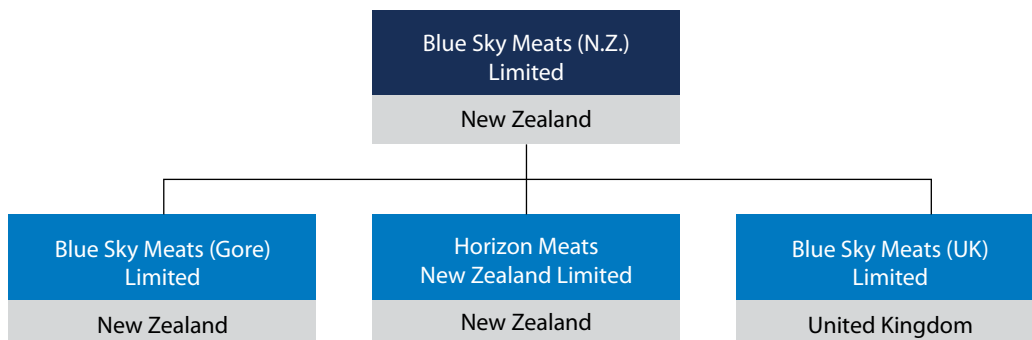 Blue Sky Meats (N.Z.)
Limited
New Zealand
Blue Sky Meats (Gore)
Limited
New Zealand
Horizon Meats
New Zealand Limited
New Zealand
Blue Sky Meats (UK)
Limited
United Kingdom